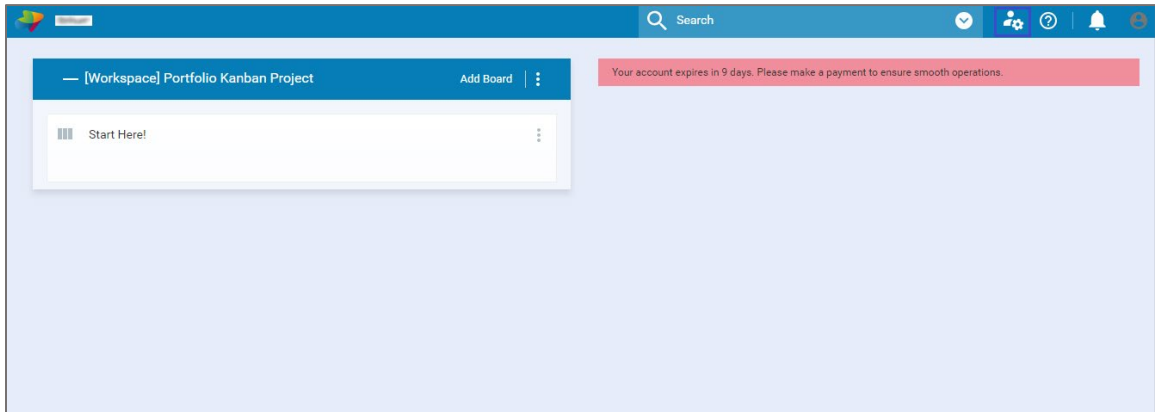 Search
— [Workspace] Portfolio Kanban Project
Add Board
Your account expires in 9 days. Please make a payment to ensure smooth operations.
Start Here!